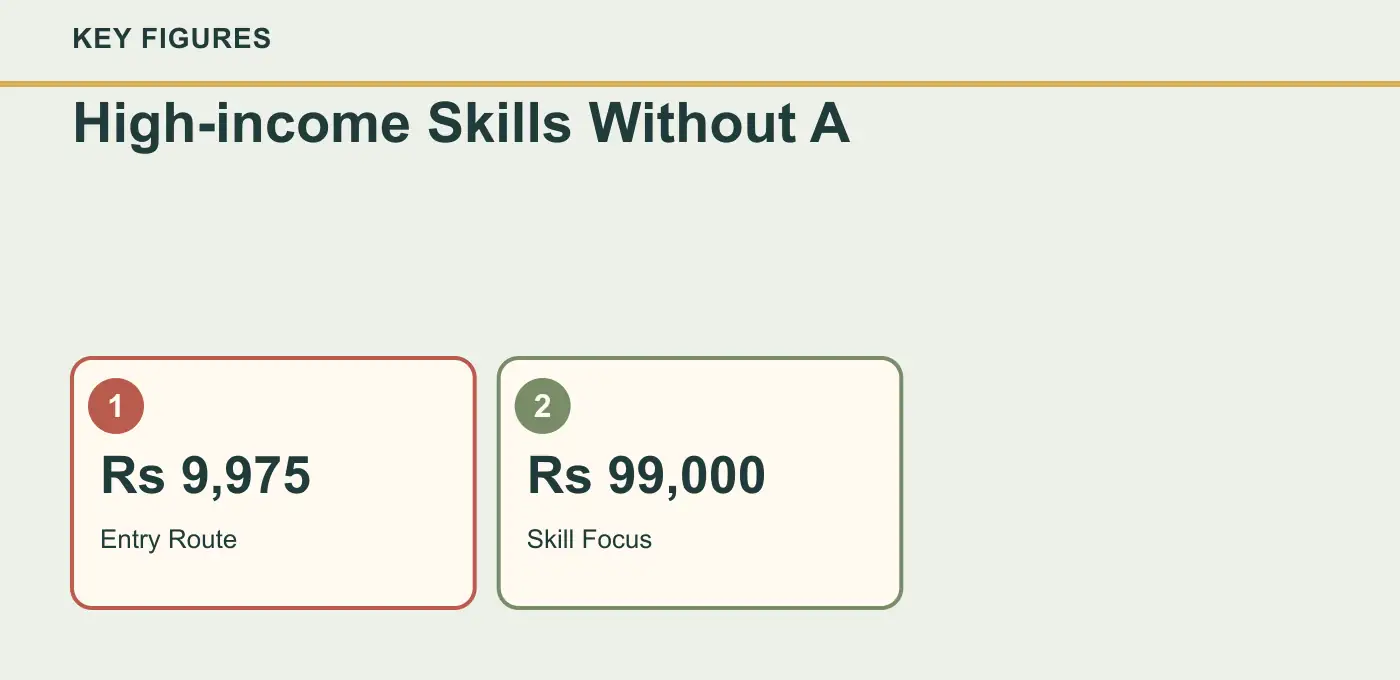 KEY FIGURES
High-income Skills Without A
1
Rs 9,975
Entry Route
2
Rs 99,000
Skill Focus